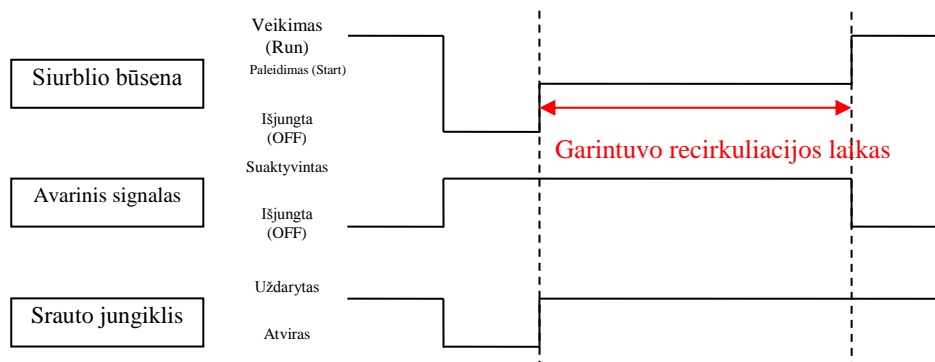 Veikimas
(Run)
Siurblio būsena
Paleidimas (Start)
Išjungta
(OFF)
Garintuvo recirkuliacijos laikas
Suaktyvintas
Avarinis signalas
Išjungta
(OFF)
Uždarytas
Srauto jungiklis
Atviras